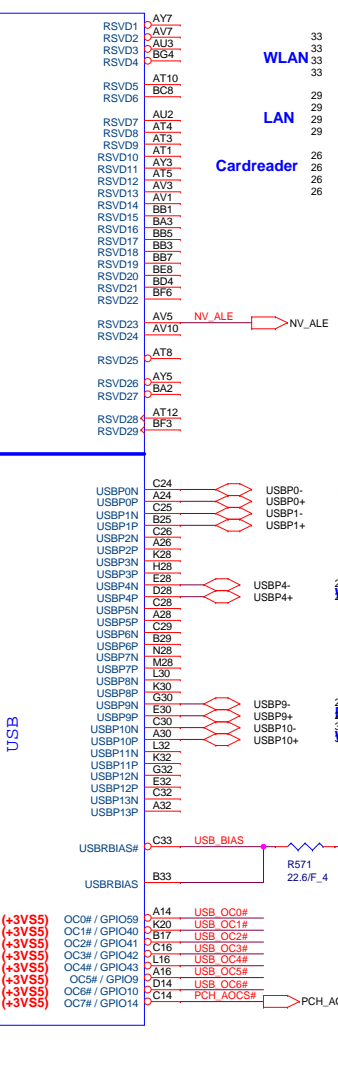 RSVD1 AY7
RSVD2 AV7
RSVD3 AU3
RSVD4 BG4
RSVD5 AT10
RSVD6 BC8
RSVD7 AU2
RSVD8 AT4
RSVD9 AT3
RSVD10 AT1
RSVD11 AY3
RSVD12 AT5
RSVD13 AV3
RSVD14 AV1
RSVD15 BB1
RSVD16 BA3
RSVD17 BB5
RSVD18 BB3
RSVD19 BB7
RSVD20 BE8
RSVD21 BD4
RSVD22 BF6
RSVD23 AV5 NV_ALE NV_ALE
RSVD24 AV10
RSVD25 AT8
RSVD26 AY5
RSVD27 BA2
RSVD28 AT12
RSVD29 BF3
33
33
WLAN 33
33
29
29
LAN 29
29
26
Cardreader 26
26
26
USB
USBP0N C24 USBP0-
USBP0P A24 USBP0+
USBP1N C25 USBP1-
USBP1P B25 USBP1+
USBP2N C26
USBP2P A26
USBP3N K28
USBP3P H28
USBP4N E28 USBP4-
USBP4P D28 USBP4+
USBP5N C28
USBP5P A28
USBP6N C29
USBP6P B29
USBP7N N28
USBP7P M28
USBP8N L30
USBP8P K30
USBP9N G30 USBP9-
USBP9P E30 USBP9+
USBP10N C30 USBP10-
USBP10P A30 USBP10+
USBP11N L32
USBP11P K32
USBP12N G32
USBP12P E32
USBP13N C32
USBP13P A32
USBRBIAS# C33 USB_BIAS
R571
22.6/F_4
USBRBIAS B33
(+3VS5) OC0# / GPIO59 A14 USB_OC0#
(+3VS5) OC1# / GPIO40 K20 USB_OC1#
(+3VS5) OC2# / GPIO41 B17 USB_OC2#
(+3VS5) OC3# / GPIO42 C16 USB_OC3#
(+3VS5) OC4# / GPIO43 L16 USB_OC4#
(+3VS5) OC5# / GPIO9 A16 USB_OC5#
(+3VS5) OC6# / GPIO10 D14 USB_OC6#
(+3VS5) OC7# / GPIO14 C14 PCH_AOCS#